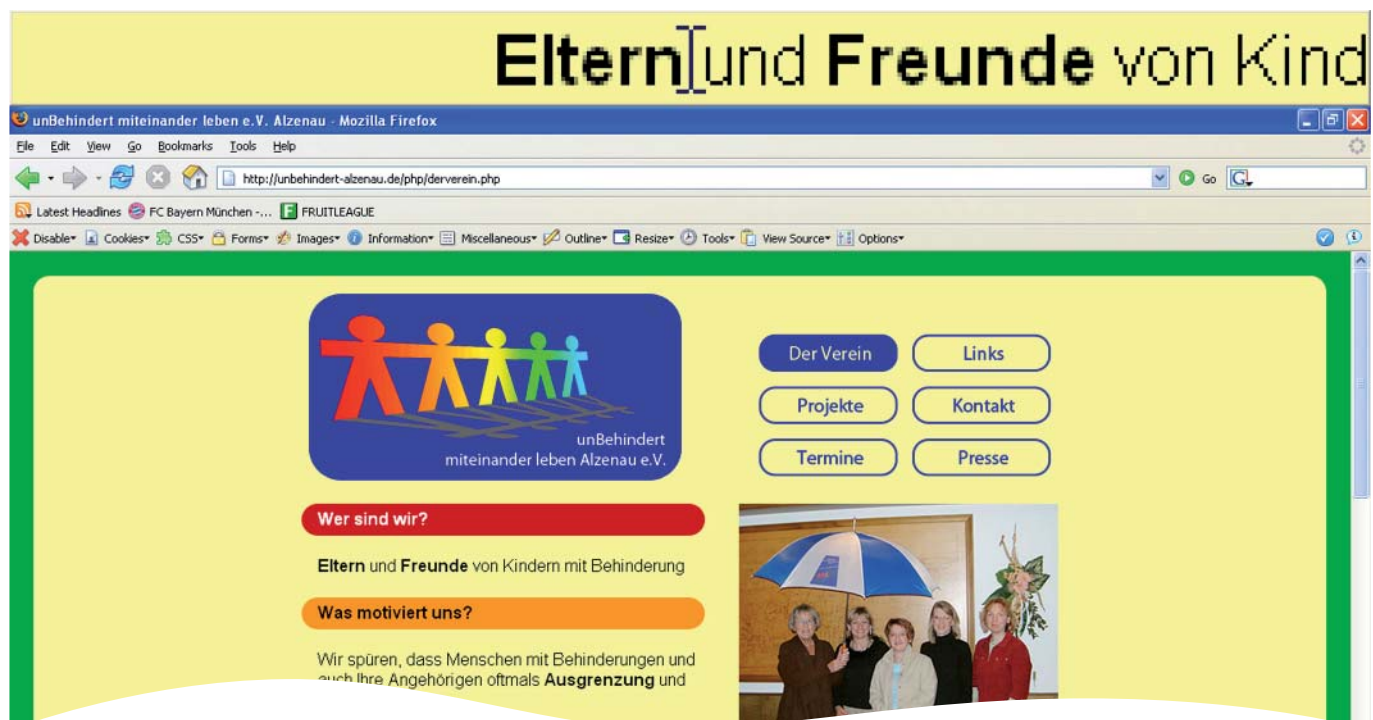 Eltern und Freunde von Kind
unBehindert miteinander leben e.V. Alzenau - Mozilla Firefox
File Edit View Go Bookmarks Tools Help
http://unbehindert-alzenau.de/php/derverein.php Go G
Latest Headlines FC Bayern München -... F FRUITLEAGUE
Disable Cookies CSS Forms Images Information Miscellaneous Outline Resize Tools View Source Options
unBehindert
miteinander leben Alzenau e.V.
Der Verein Links
Projekte Kontakt
Termine Presse
Wer sind wir?
Eltern und Freunde von Kindern mit Behinderung
Was motiviert uns?
Wir spüren, dass Menschen mit Behinderungen und
auch Ihre Angehörigen oftmals Ausgrenzung und